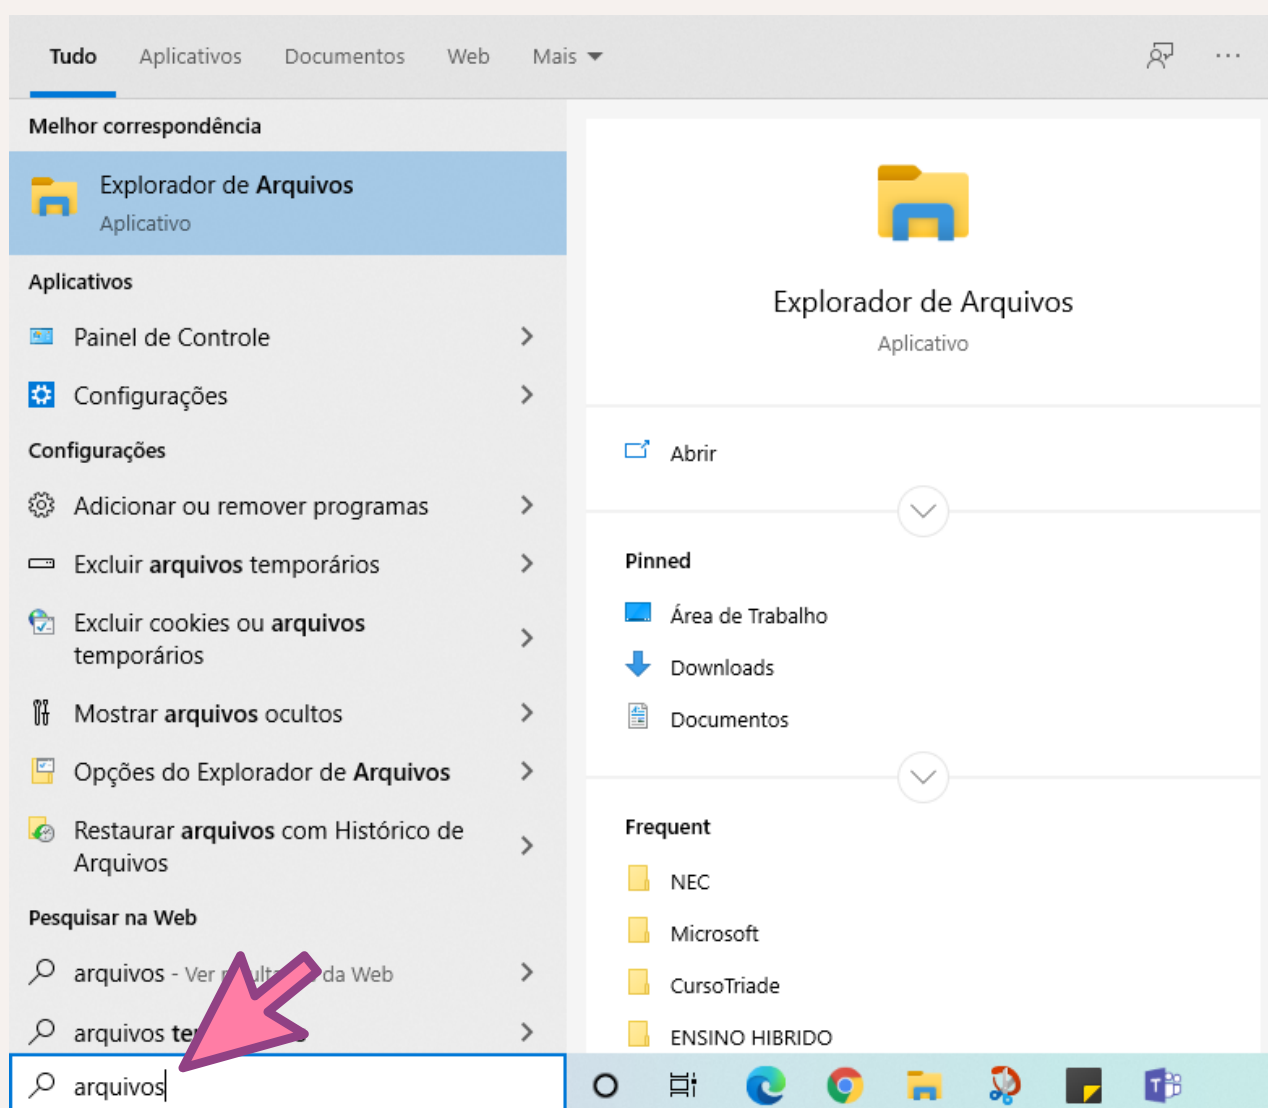 Tudo Aplicativos Documentos Web Mais
Melhor correspondência
Explorador de Arquivos
Aplicativo
Aplicativos
Painel de Controle
Configurações
Configurações
Adicionar ou remover programas
Excluir arquivos temporários
Excluir cookies ou arquivos
temporários
Mostrar arquivos ocultos
Opções do Explorador de Arquivos
Restaurar arquivos com Histórico de
Arquivos
Pesquisar na Web
arquivos - Ver da Web
arquivos
arquivos
Explorador de Arquivos
Aplicativo
Abrir
Pinned
Área de Trabalho
Downloads
Documentos
Frequent
NEC
Microsoft
CursoTriade
ENSINO HIBRIDO